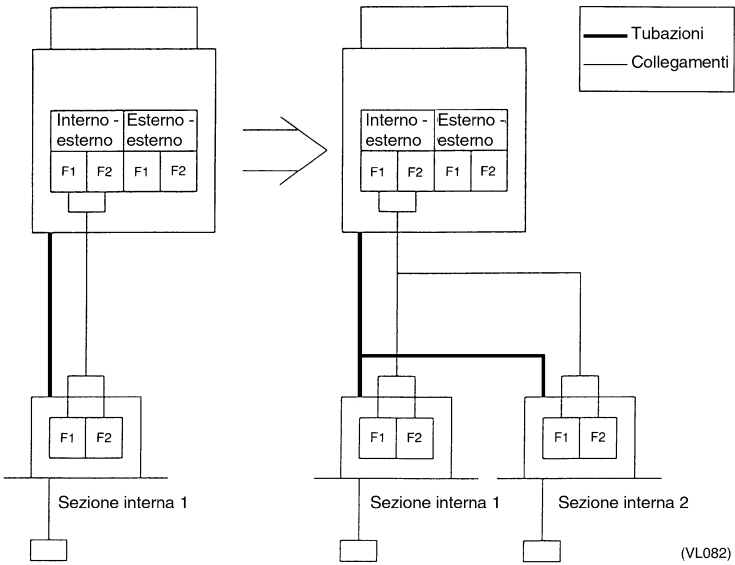 Tubazioni
Collegamenti
Interno - esterno
Esterno - esterno
F1 F2 F1 F2
Interno - esterno
Esterno - esterno
F1 F2 F1 F2
F1 F2
F1 F2
F1 F2
Sezione interna 1
Sezione interna 1
Sezione interna 2
(VL082)